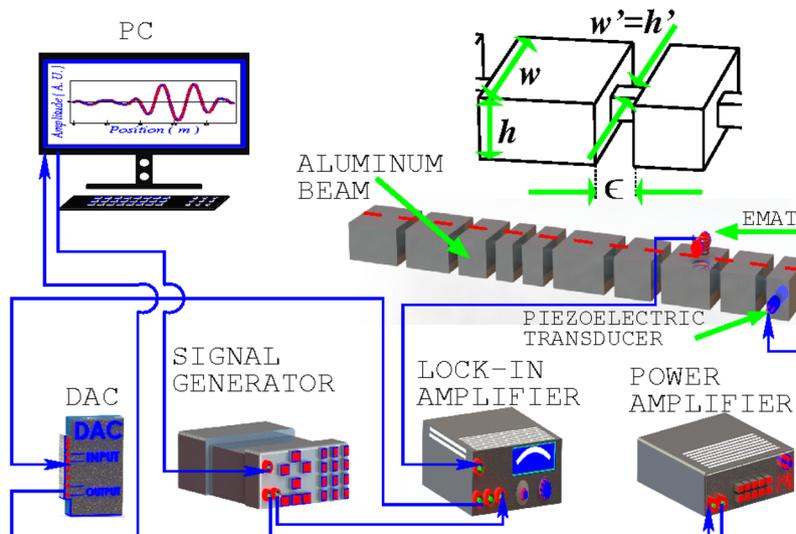 PC
w'=h'
Amplitude ( A. U.)
Position ( m )
w
h
ϵ
ALUMINUM
BEAM
EMAT
PIEZOELECTRIC
TRANSDUCER
SIGNAL
GENERATOR
LOCK-IN
AMPLIFIER
POWER
AMPLIFIER
DAC
DAC
INPUT
OUTPUT